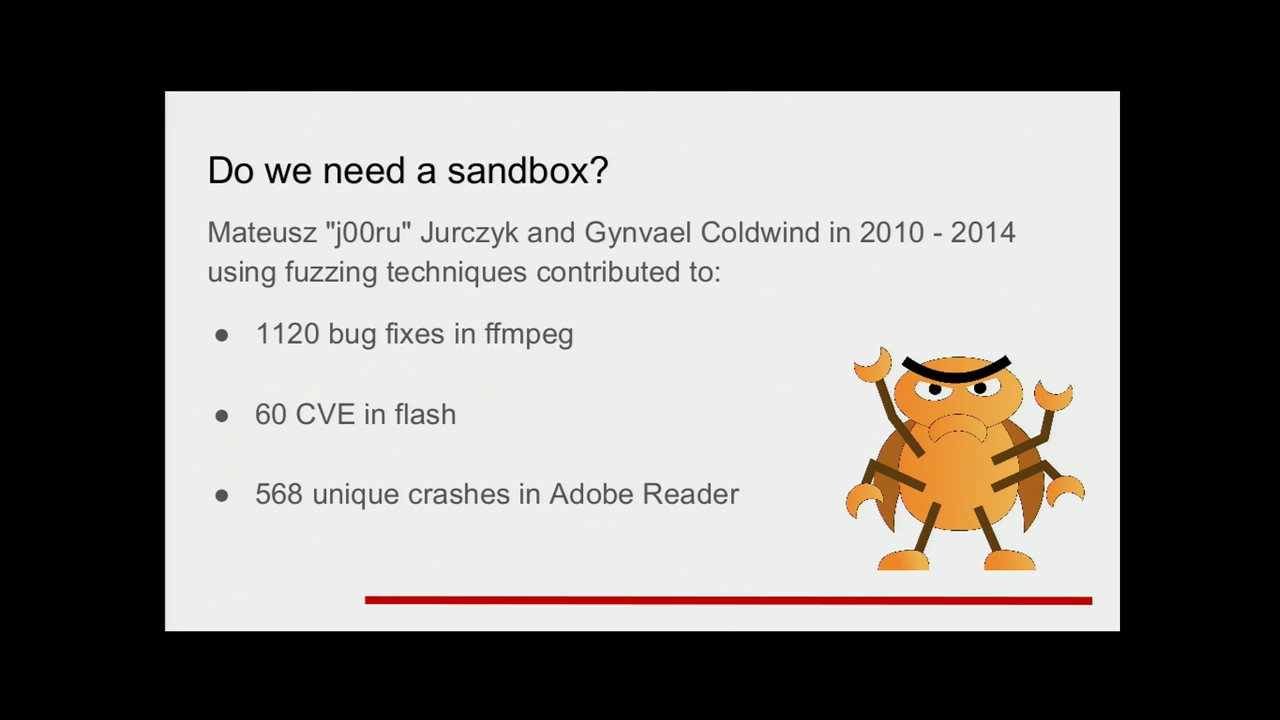 Do we need a sandbox?
Mateusz "j00ru" Jurczyk and Gynvael Coldwind in 2010 - 2014
using fuzzing techniques contributed to:
● 1120 bug fixes in ffmpeg
● 60 CVE in flash
● 568 unique crashes in Adobe Reader